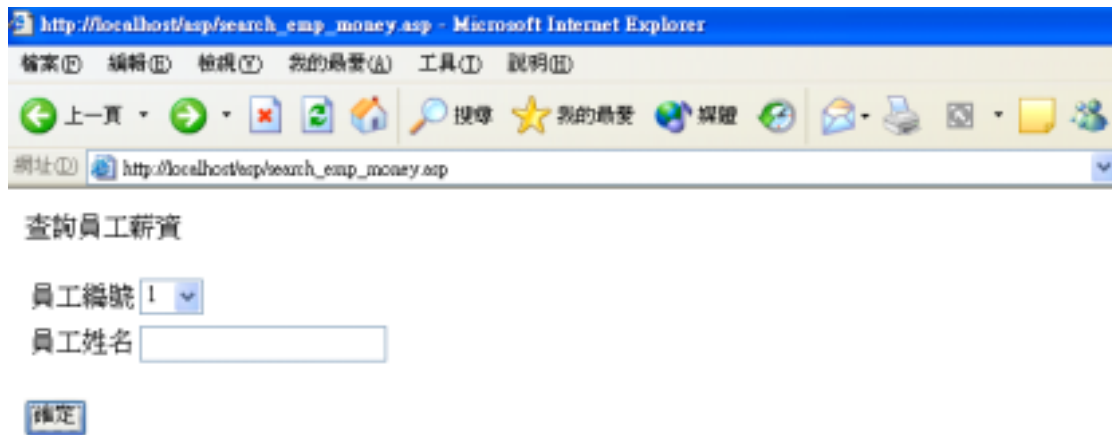 http://localhost/asp/search_emp_money.asp - Microsoft Internet Explorer
檔案(F) 編輯(E) 檢視(V) 我的最愛(A) 工具(T) 說明(H)
上一頁 搜尋 我的最愛 媒體
網址(D) http://localhost/asp/search_emp_money.asp
查詢員工薪資
員工編號 1
員工姓名
確定